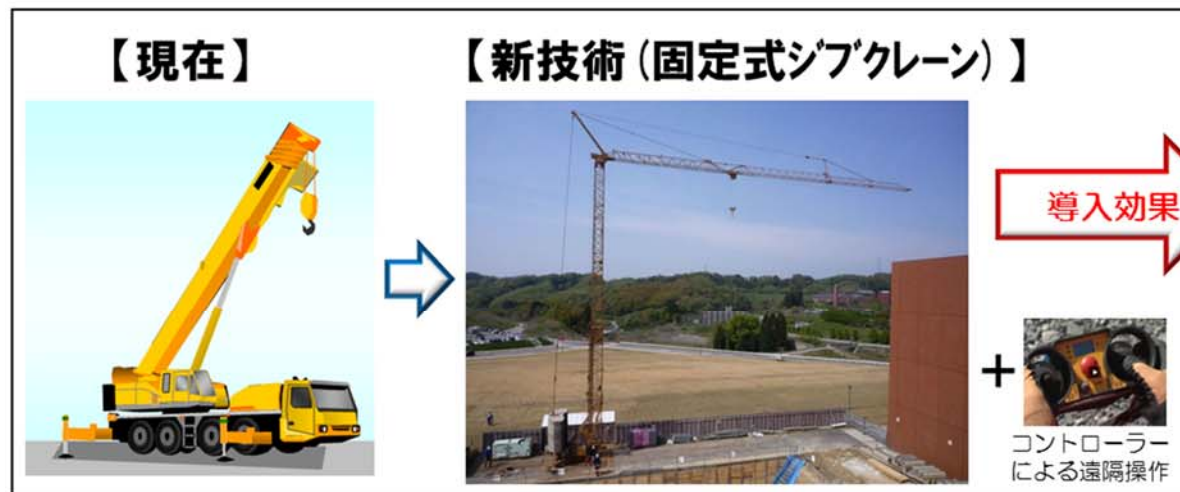 【現在】
【新技術(固定式ジブクレーン)】
導入効果
+
コントローラー
による遠隔操作